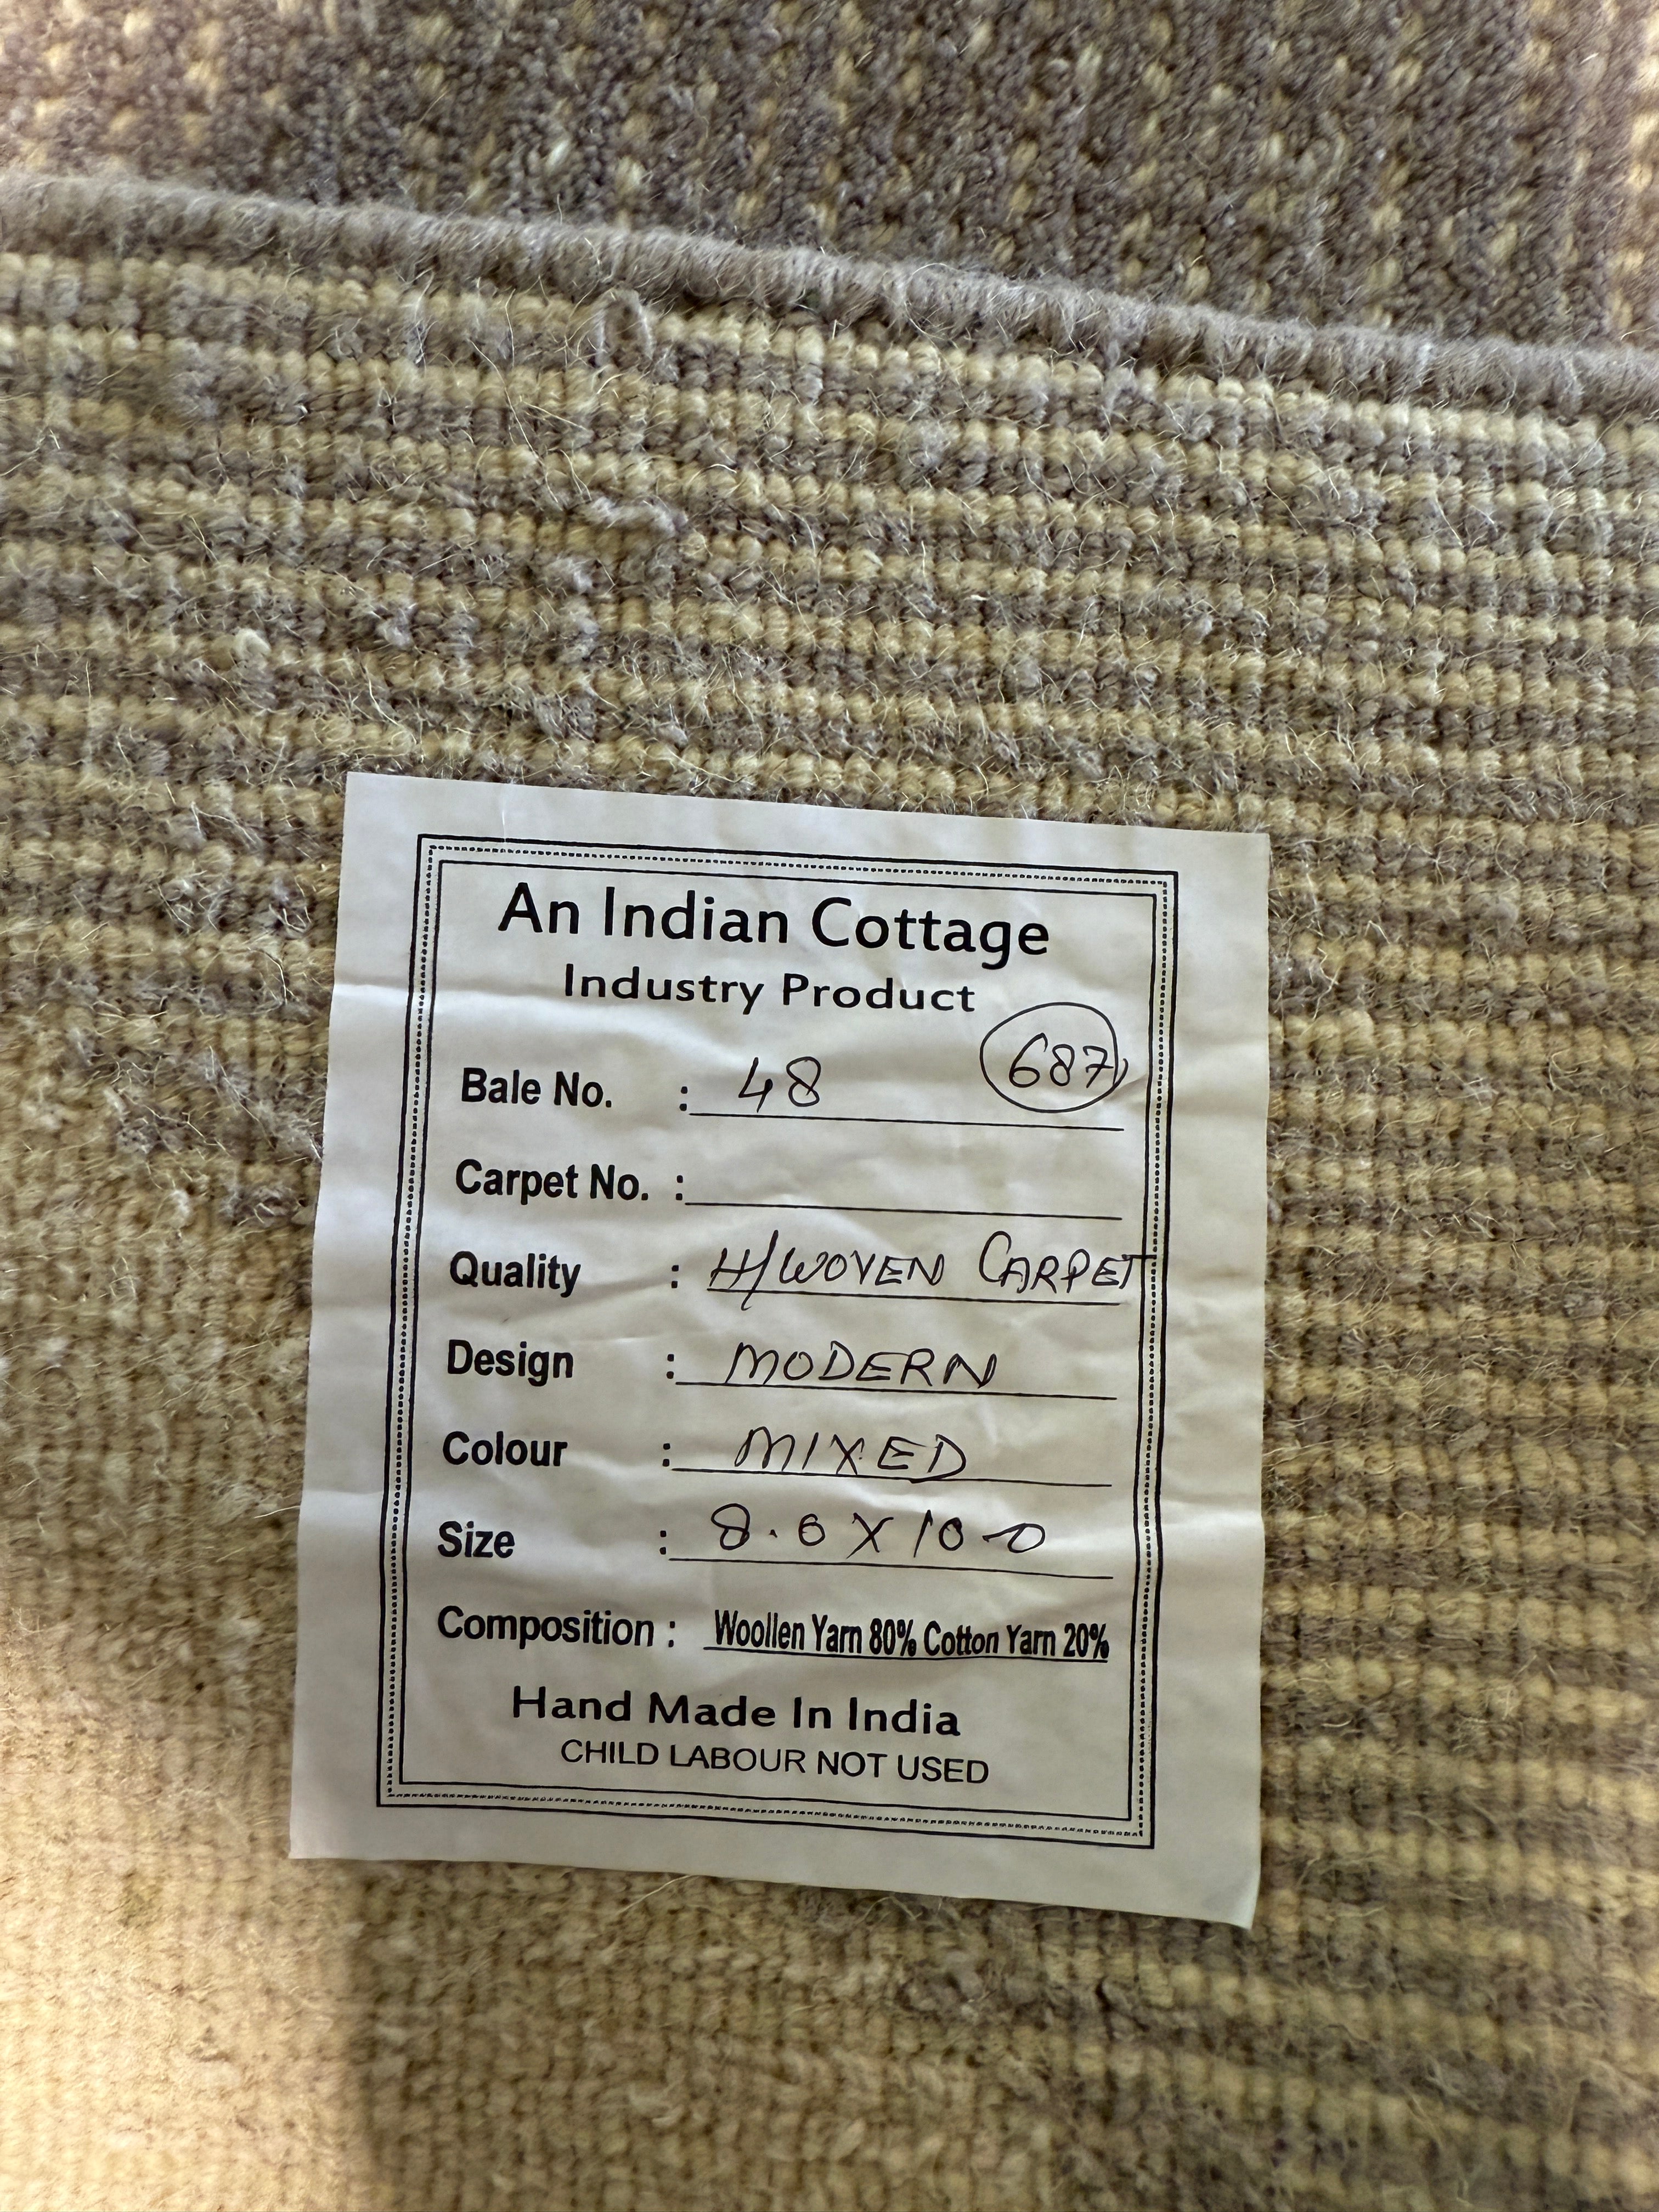 An Indian Cottage
Industry Product
687
Bale No. : 48
Carpet No. :
Quality : H/WOVEN CARPET
Design : MODERN
Colour : MIXED
Size : 8.0 X 10-0
Composition : Woollen Yarn 80% Cotton Yarn 20%
Hand Made In India
CHILD LABOUR NOT USED